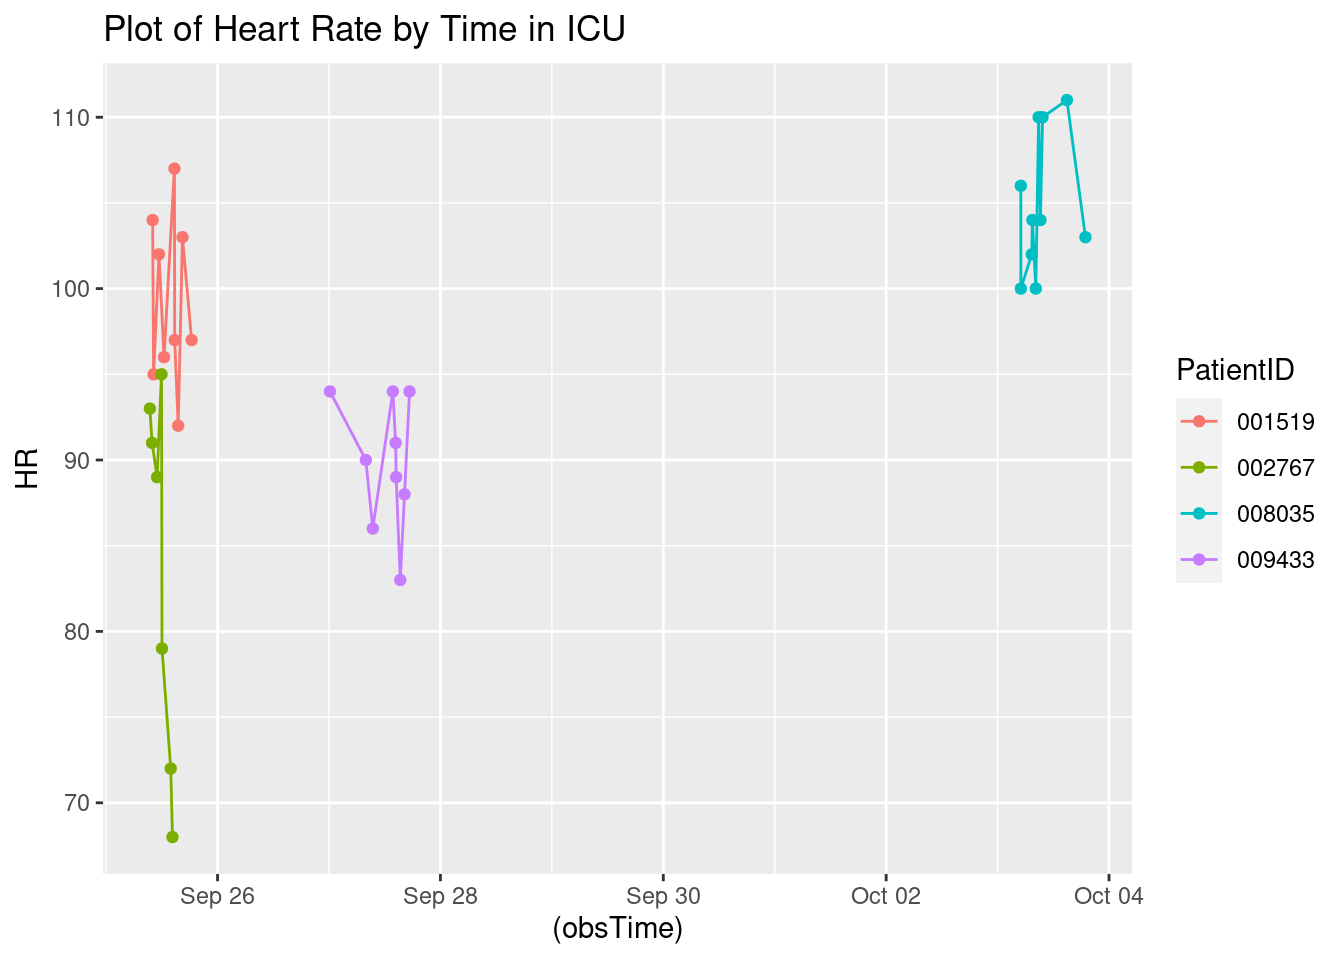 Plot of Heart Rate by Time in ICU
110
100
90
80
70
HR
Sep 26
Sep 28
Sep 30
Oct 02
Oct 04
(obsTime)
PatientID
001519
002767
008035
009433